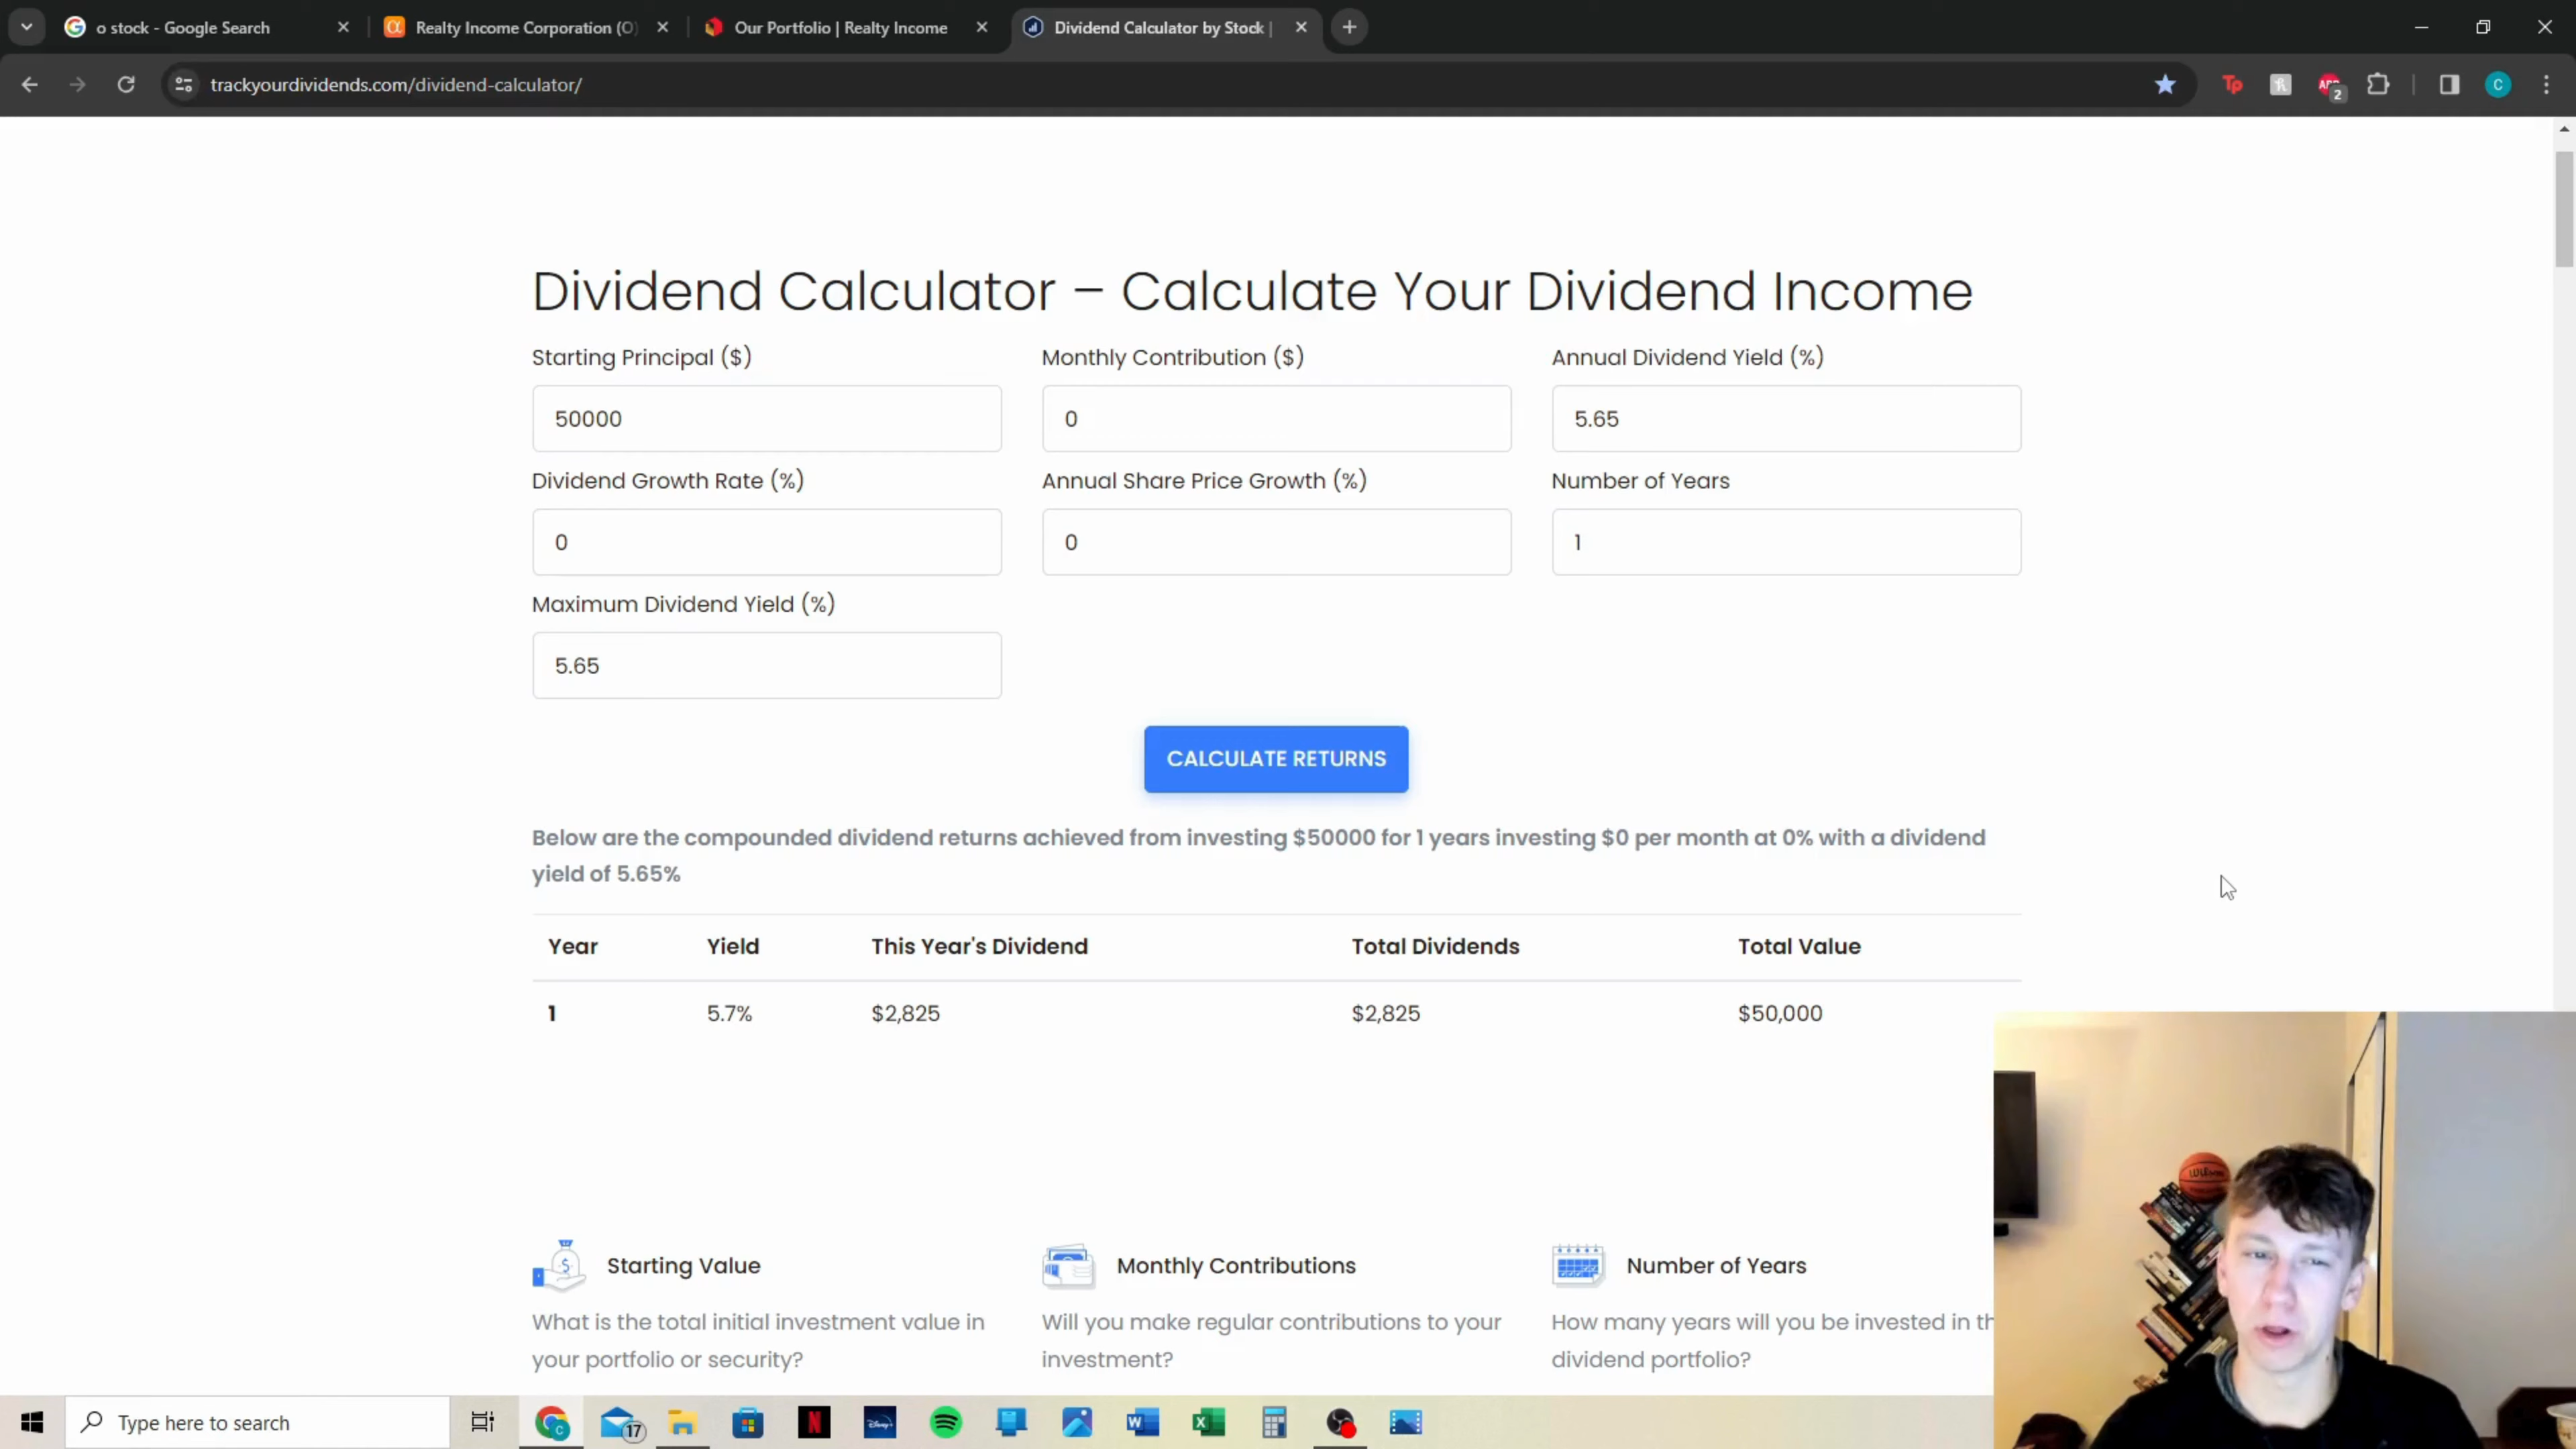 o stock - Google Search
Realty Income Corporation (O)
Our Portfolio | Realty Income
Dividend Calculator by Stock |
trackyourdividends.com/dividend-calculator/
Tp
2
C
Dividend Calculator – Calculate Your Dividend Income
Starting Principal ($) Monthly Contribution ($) Annual Dividend Yield (%)
50000 0 5.65
Dividend Growth Rate (%) Annual Share Price Growth (%) Number of Years
0 0 1
Maximum Dividend Yield (%)
5.65
CALCULATE RETURNS
Below are the compounded dividend returns achieved from investing $50000 for 1 years investing $0 per month at 0% with a dividend
yield of 5.65%
Year Yield This Year's Dividend Total Dividends Total Value
1 5.7% $2,825 $2,825 $50,000
Starting Value Monthly Contributions Number of Years
What is the total initial investment value in Will you make regular contributions to your How many years will you be invested in th
your portfolio or security? investment? dividend portfolio?
Wilson
Type here to search
17